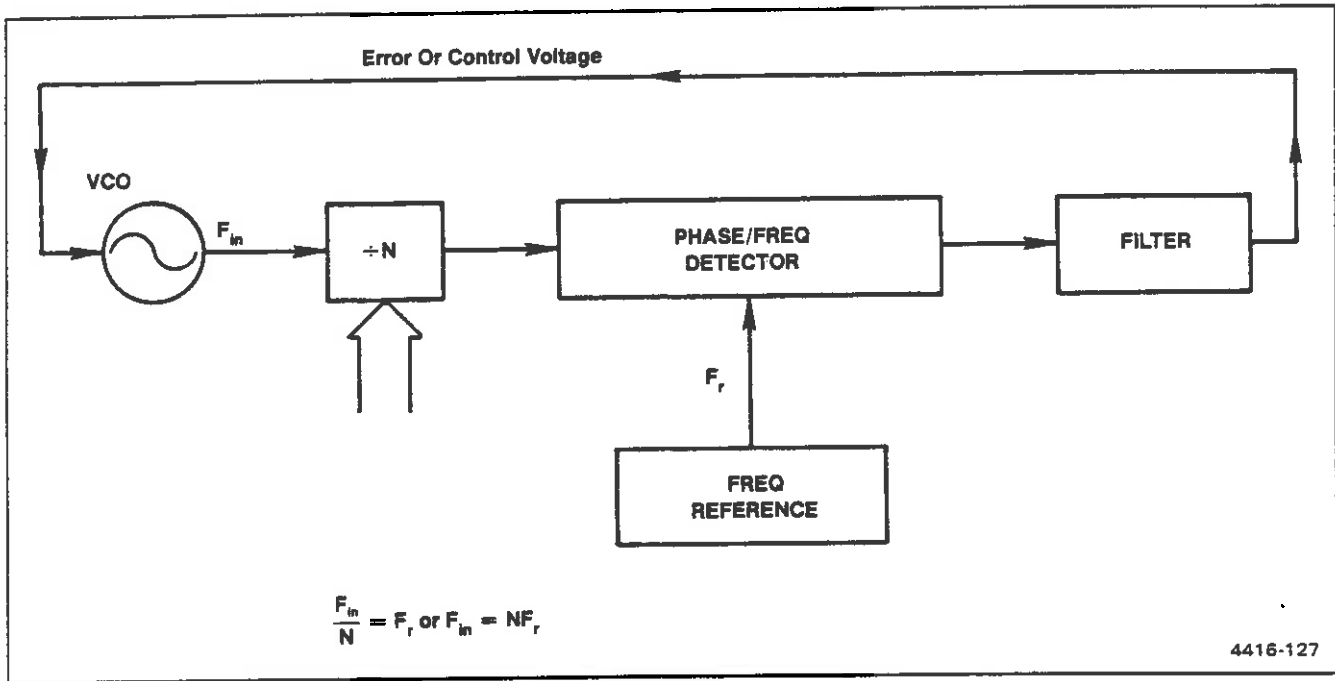 Error Or Control Voltage
VCO
F_in
÷N
PHASE/FREQ
DETECTOR
FILTER
F_r
FREQ
REFERENCE
F_in/N = F_r or F_in = NF_r
4416-127